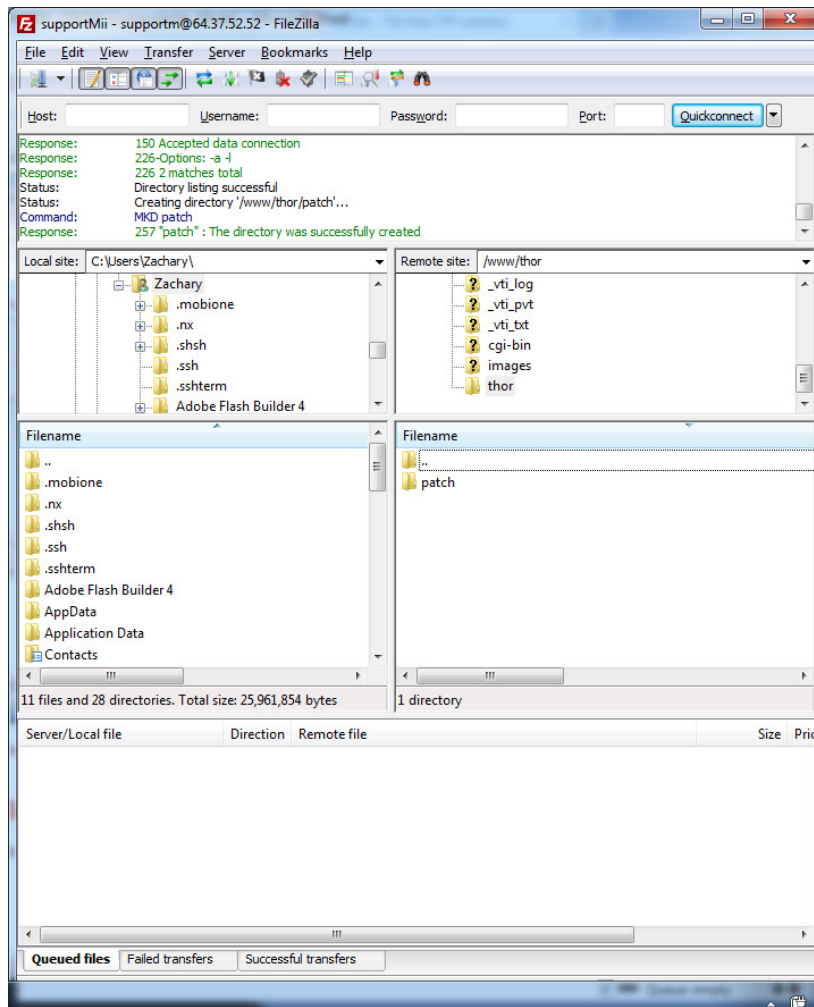 supportMii - supportm@64.37.52.52 - FileZilla
File Edit View Transfer Server Bookmarks Help
Host: Username: Password: Port: Quickconnect
Response: 150 Accepted data connection
Response: 226-Options: -a -l
Response: 226 2 matches total
Status: Directory listing successful
Status: Creating directory '/www/thor/patch'...
Command: MKD patch
Response: 257 "patch" : The directory was successfully created
Local site: C:\Users\Zachary\
Zachary
.mobione
.nx
.shsh
.ssh
.sshterm
Adobe Flash Builder 4
Remote site: /www/thor
_vti_log
_vti_pvt
_vti_txt
cgi-bin
images
thor
Filename
..
.mobione
.nx
.shsh
.ssh
.sshterm
Adobe Flash Builder 4
AppData
Application Data
Contacts
11 files and 28 directories. Total size: 25,961,854 bytes
Filename
..
patch
1 directory
Server/Local file Direction Remote file Size Pric
Queued files Failed transfers Successful transfers